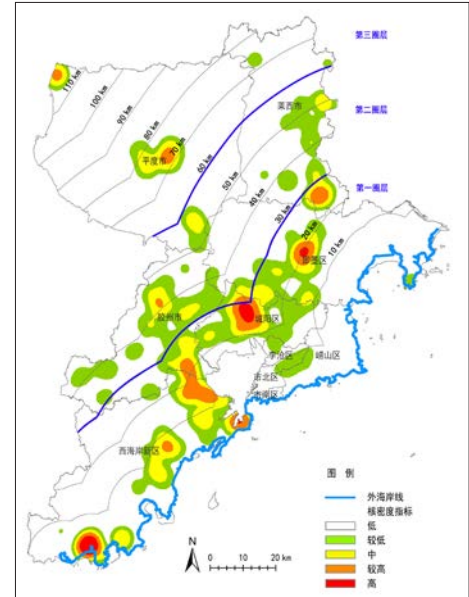 第三圈层
110 km
100 km
90 km
80 km
70 km
60 km
50 km
40 km
30 km
20 km
10 km
莱西市
第二圈层
平度市
第一圈层
即墨区
胶州市
城阳区
李沧区
崂山区
市北区
市南区
西海岸新区
图 例
外海岸线
核密度指标
低
较低
中
较高
高
N
0
10
20 km